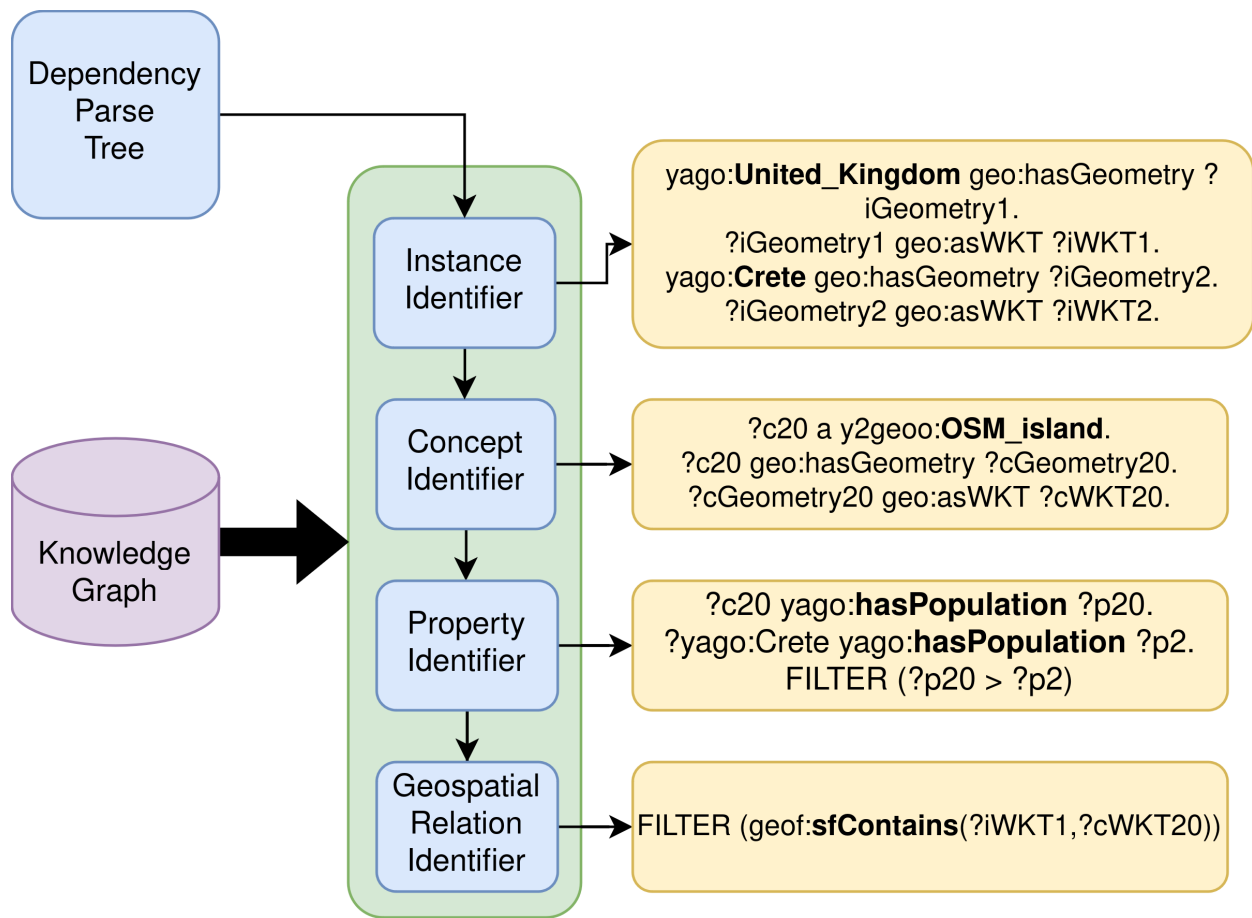 Dependency
Parse
Tree
yago:United_Kingdom geo:hasGeometry ?
iGeometry1.
?iGeometry1 geo:asWKT ?iWKT1.
yago:Crete geo:hasGeometry ?iGeometry2.
?iGeometry2 geo:asWKT ?iWKT2.
Instance
Identifier
?c20 a y2geoo:OSM_island.
?c20 geo:hasGeometry ?cGeometry20.
?cGeometry20 geo:asWKT ?cWKT20.
Concept
Identifier
Knowledge
Graph
?c20 yago:hasPopulation ?p20.
?yago:Crete yago:hasPopulation ?p2.
FILTER (?p20 > ?p2)
Property
Identifier
Geospatial
Relation
Identifier
FILTER (geof:sfContains(?iWKT1,?cWKT20))